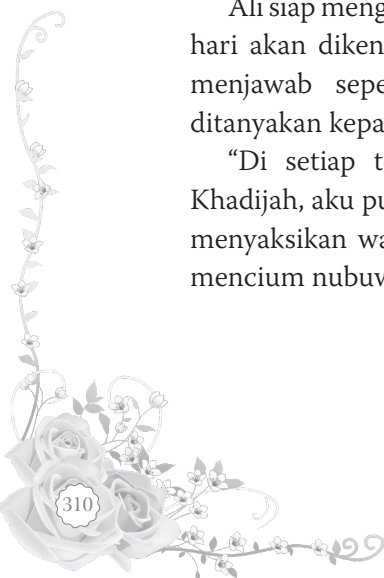 Ali siap meng
hari akan diken
menjawab sepe
ditanyakan kepa
“Di setiap t
Khadijah, aku pu
menyaksikan wa
mencium nubuw
310